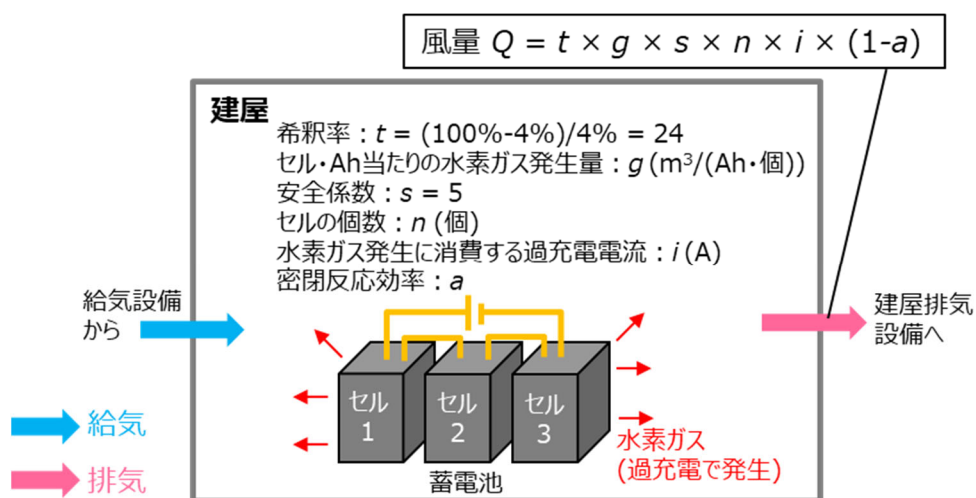 風量 Q = t × g × s × n × i × (1-a)
建屋
希釈率：t = (100%-4%)/4% = 24
セル・Ah当たりの水素ガス発生量：g (m³/(Ah・個))
安全係数：s = 5
セルの個数：n (個)
水素ガス発生に消費する過充電電流：i (A)
密閉反応効率：a
給気設備
から
建屋排気
設備へ
セル
1
セル
2
セル
3
水素ガス
(過充電で発生)
蓄電池
給気
排気